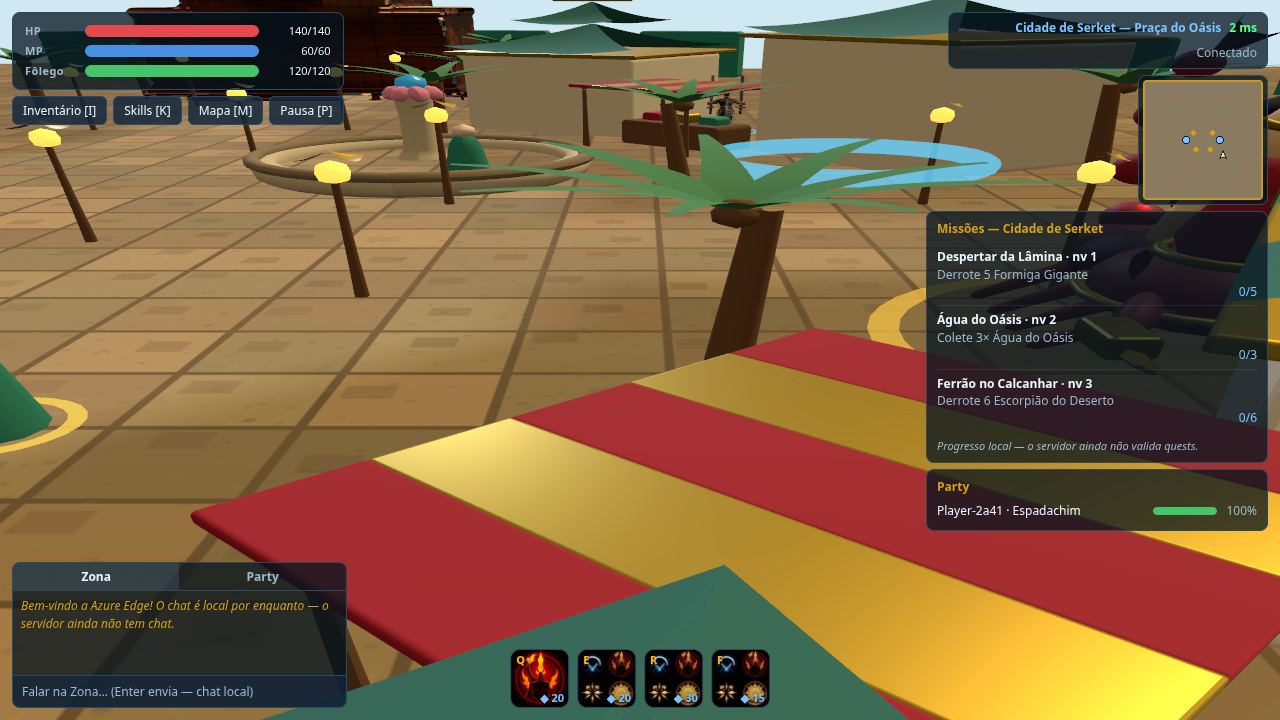 HP 140/140
MP 60/60
Fôlego 120/120
Inventário [I] Skills [K] Mapa [M] Pausa [P]
Cidade de Serket — Praça do Oásis 2 ms
Conectado
Missões — Cidade de Serket
Despertar da Lâmina · nv 1
Derrote 5 Formiga Gigante
0/5
Água do Oásis · nv 2
Colete 3× Água do Oásis
0/3
Ferrão no Calcanhar · nv 3
Derrote 6 Escorpião do Deserto
0/6
Progresso local — o servidor ainda não valida quests.
Party
Player-2a41 · Espadachim 100%
Zona Party
Bem-vindo a Azure Edge! O chat é local por enquanto — o
servidor ainda não tem chat.
Falar na Zona... (Enter envia — chat local)
Q E R F
◆ 20 ◆ 20 ◆ 30 ◆ 15